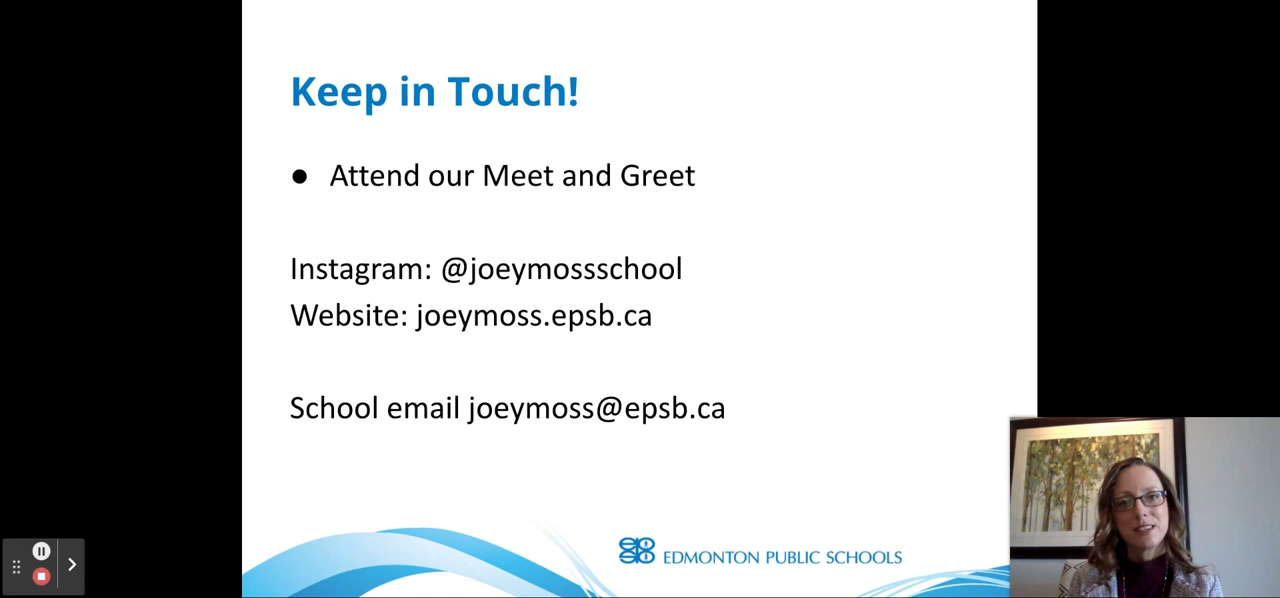 Keep in Touch!
● Attend our Meet and Greet
Instagram: @joeymossschool
Website: joeymoss.epsb.ca
School email joeymoss@epsb.ca
EDMONTON PUBLIC SCHOOLS